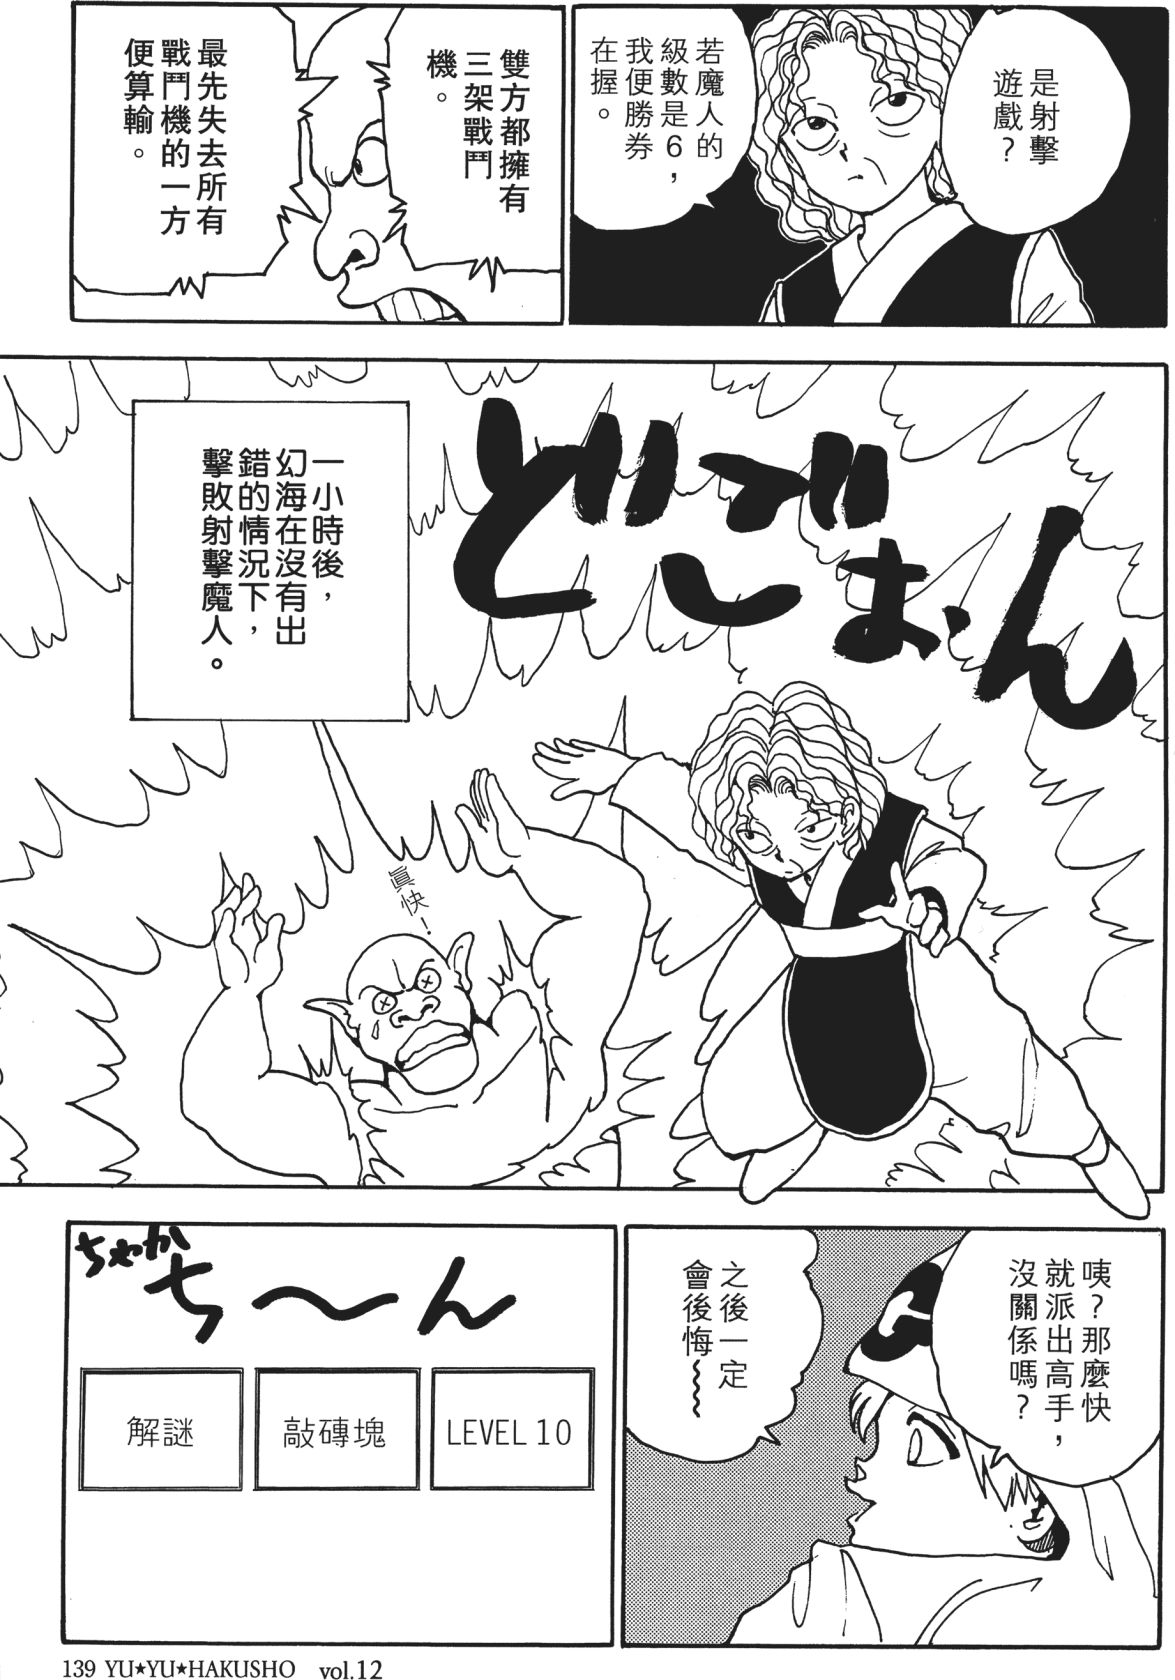 是射擊
遊戲？
若魔人的
級數是6，
我便勝券
在握。
雙方都擁有
三架戰鬥
機。
最先失去所有
戰鬥機的一方
便算輸。
どごおん
一小時後，
幻海在沒有出
錯的情況下，
擊敗射擊魔人。
眞快！
咦？那麼快
就派出高手，
沒關係嗎？
之後一定
會後悔
ちゃか
ち〜ん
解謎
敲磚塊
LEVEL 10
139 YU★YU★HAKUSHO vol.12